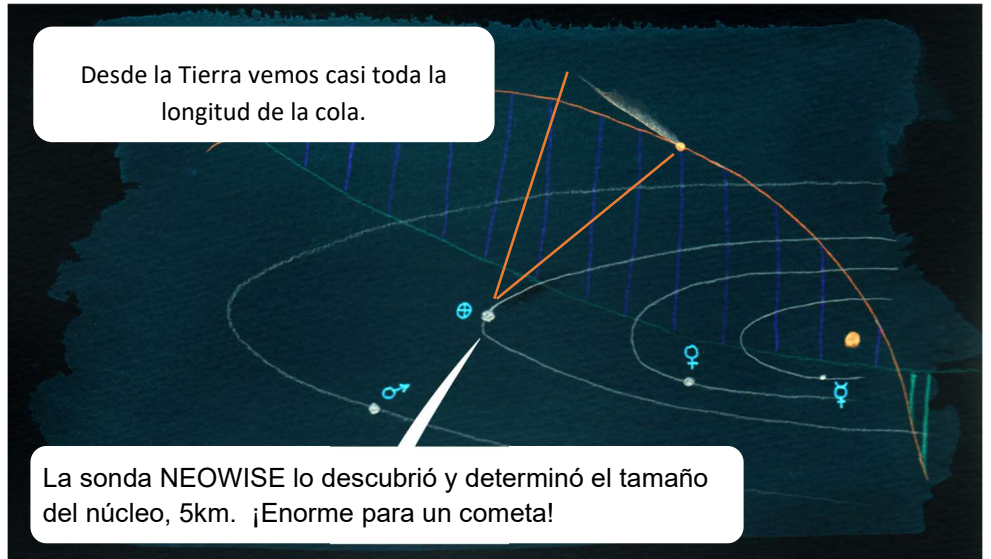 Desde la Tierra vemos casi toda la
longitud de la cola.
⊕
♀
♂
☿
La sonda NEOWISE lo descubrió y determinó el tamaño
del núcleo, 5km. ¡Enorme para un cometa!